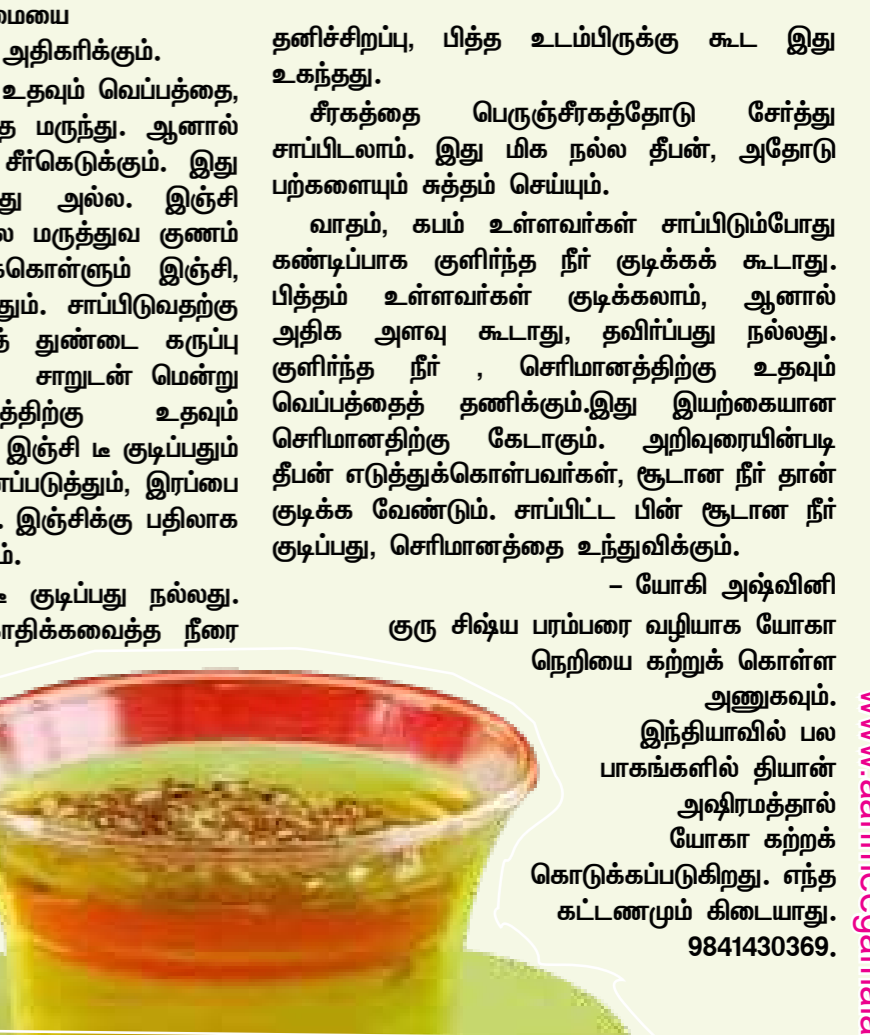 அதிகரிக்கும்.
உதவும் வெப்பத்தை,
மருந்து. ஆனால்
சீர்கெடுக்கும். இது
அல்ல. இஞ்சி
மருத்துவ குணம்
இஞ்சி,
சாப்பிடுவதற்கு
துண்டை கருப்பு
சாறுடன் மென்று
உதவும்
இஞ்சி டீ குடிப்பதும்
இரப்பை
இஞ்சிக்கு பதிலாக
குடிப்பது நல்லது.
நீரை
தனிச்சிறப்பு, பித்த உடம்பிருக்கு கூட இது
உகந்தது.
சீரகத்தை பெருஞ்சீரகத்தோடு சேர்த்து
சாப்பிடலாம். இது மிக நல்ல தீபன், அதோடு
பற்களையும் சுத்தம் செய்யும்.
வாதம், கபம் உள்ளவர்கள் சாப்பிடும்போது
கண்டிப்பாக குளிர்ந்த நீர் குடிக்கக் கூடாது.
பித்தம் உள்ளவர்கள் குடிக்கலாம், ஆனால்
அதிக அளவு கூடாது, தவிர்ப்பது நல்லது.
குளிர்ந்த நீர் , செரிமானத்திற்கு உதவும்
வெப்பத்தைத் தணிக்கும்.இது இயற்கையான
செரிமானதிற்கு கேடாகும். அறிவுரையின்படி
தீபன் எடுத்துக்கொள்பவர்கள், சூடான நீர் தான்
குடிக்க வேண்டும். சாப்பிட்ட பின் சூடான நீர்
குடிப்பது, செரிமானத்தை உந்துவிக்கும்.
– யோகி அஷ்வினி
குரு சிஷ்ய பரம்பரை வழியாக யோகா
நெறியை கற்றுக் கொள்ள
அணுகவும்.
இந்தியாவில் பல
பாகங்களில் தியான்
அஷிரமத்தால்
யோகா கற்றக்
கொடுக்கப்படுகிறது. எந்த
கட்டணமும் கிடையாது.
9841430369.